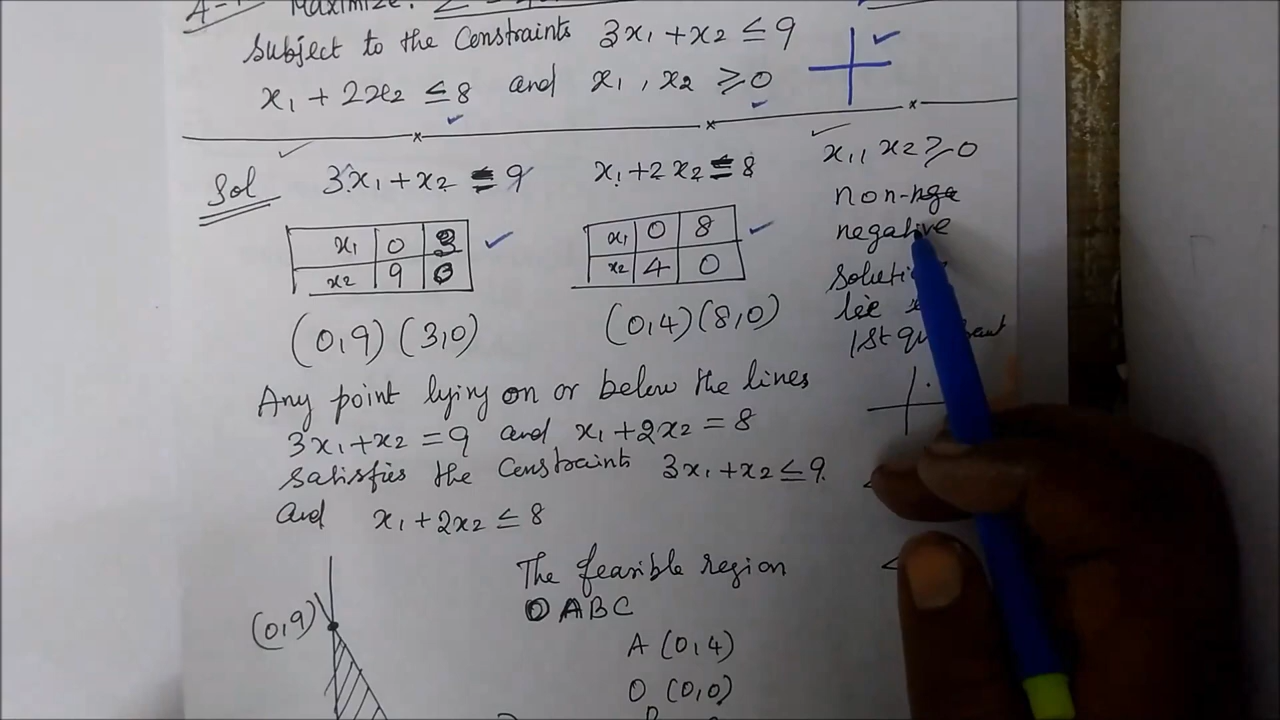 Maximize:
Subject to the Constraints 3x₁ + x₂ ≤ 9
x₁ + 2x₂ ≤ 8 and x₁, x₂ ≥ 0
Sol
3x₁ + x₂ = 9
x₁ 0 3
x₂ 9 0
(0,9) (3,0)
x₁ + 2x₂ = 8
x₁ 0 8
x₂ 4 0
(0,4) (8,0)
x₁, x₂ ≥ 0
non-
negative
lie
1st
Any point lying on or below the lines
3x₁ + x₂ = 9 and x₁ + 2x₂ = 8
satisfies the Constraints 3x₁ + x₂ ≤ 9
and x₁ + 2x₂ ≤ 8
(0,9)
The feasible region
OABC
A (0,4)
O (0,0)